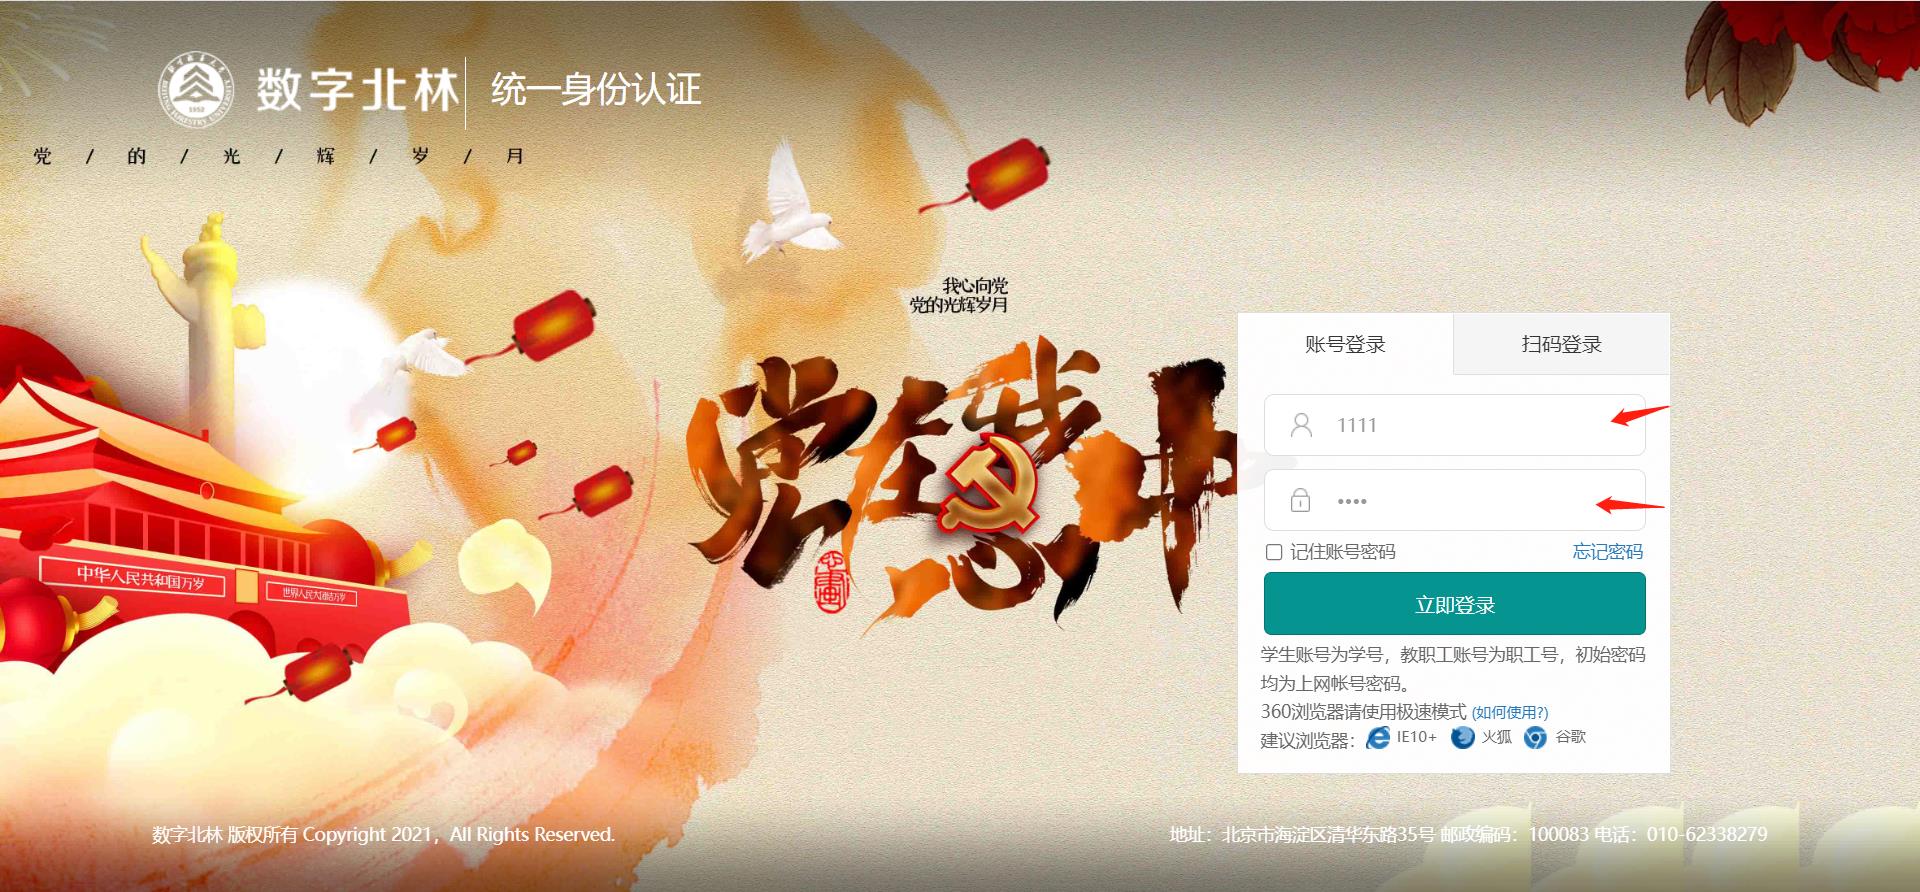 数字北林
统一身份认证
党 / 的 / 光 / 辉 / 岁 / 月
我心向党
党的光辉岁月
党在我心中
中华人民共和国万岁
世界人民大团结万岁
账号登录
扫码登录
1111
••••
记住账号密码
忘记密码
立即登录
学生账号为学号，教职工账号为职工号，初始密码
均为上网帐号密码。
360浏览器请使用极速模式 (如何使用?)
建议浏览器： IE10+ 火狐 谷歌
数字北林 版权所有 Copyright 2021，All Rights Reserved.
地址：北京市海淀区清华东路35号 邮政编码：100083 电话：010-62338279